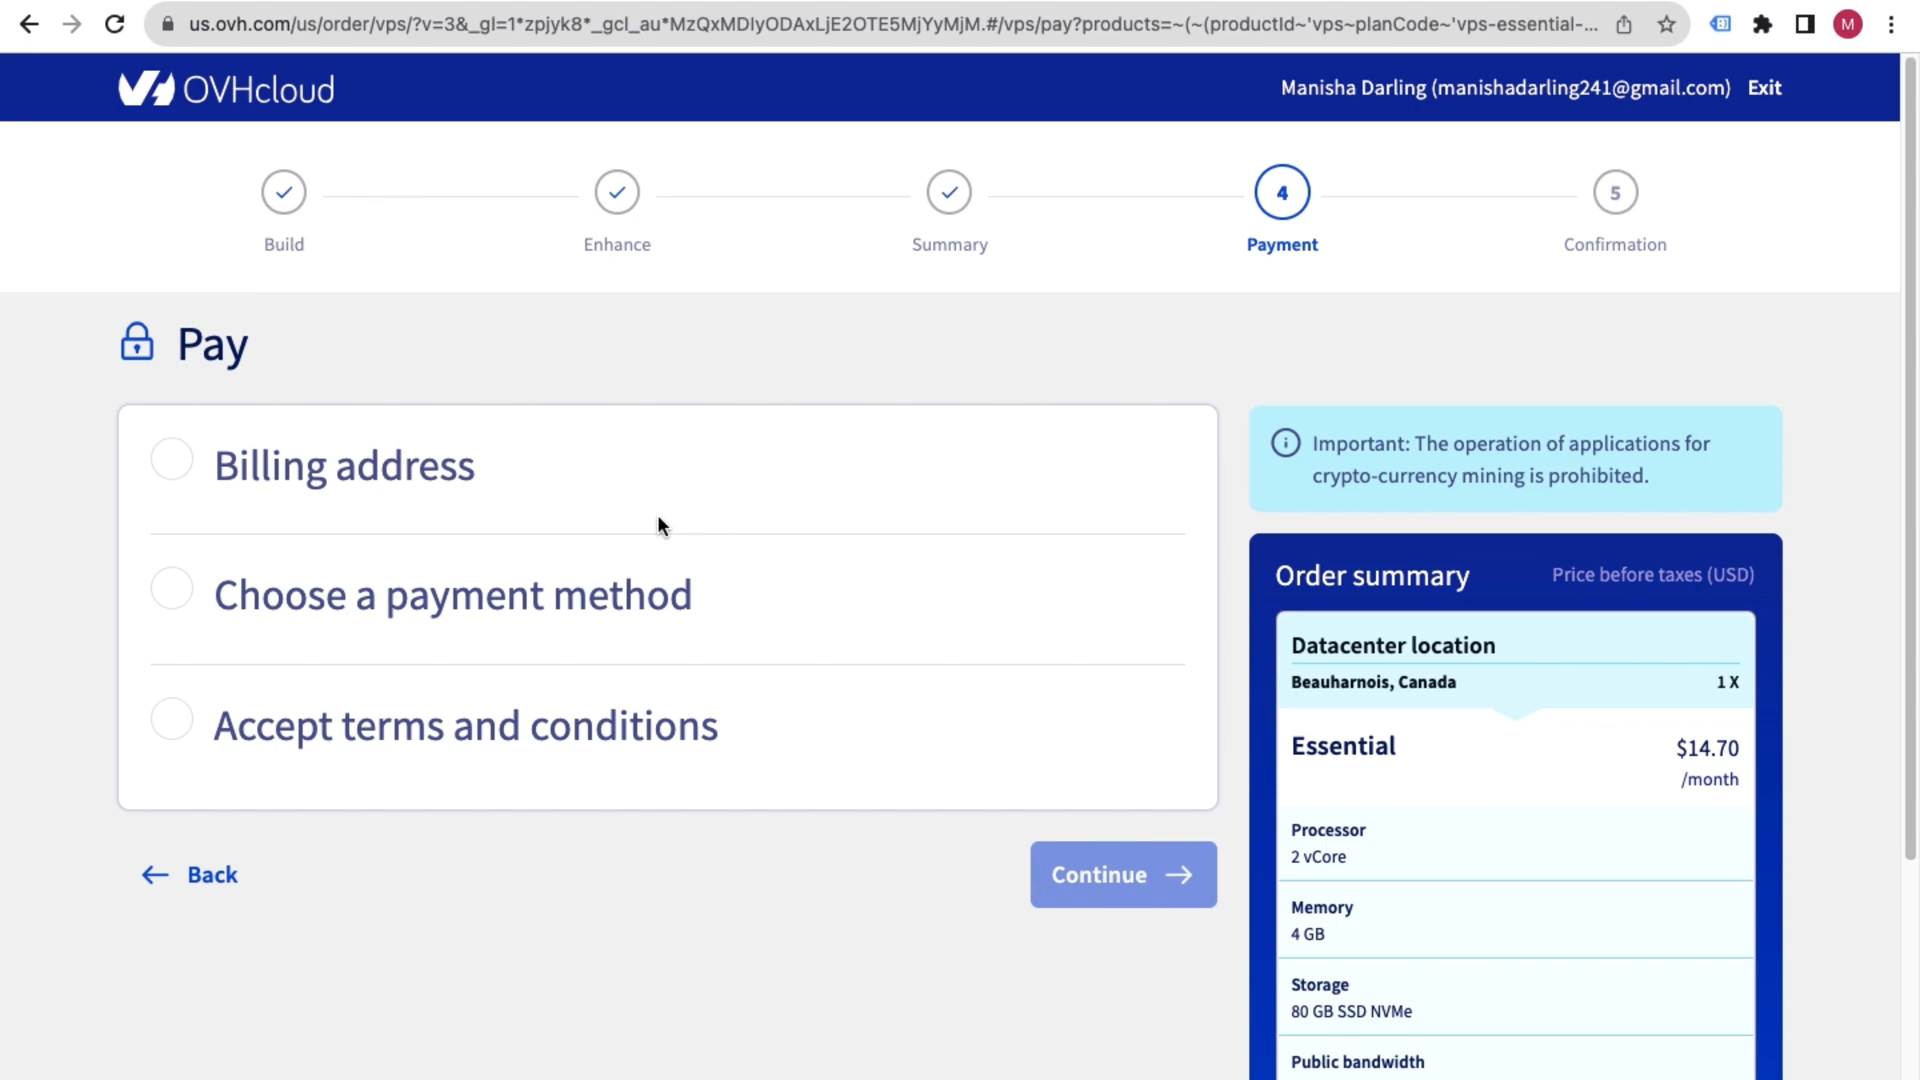 us.ovh.com/us/order/vps/?v=3&_gl=1*zpjyk8*_gcl_au*MzQxMDIyODAxLjE2OTE5MjYyMjM.#/vps/pay?products=~(~(productId~'vps~planCode~'vps-essential-...
M
OVHcloud
Manisha Darling (manishadarling241@gmail.com) Exit
4
5
Build
Enhance
Summary
Payment
Confirmation
Pay
Billing address
Choose a payment method
Accept terms and conditions
Back
Continue
Important: The operation of applications for
crypto-currency mining is prohibited.
Order summary
Price before taxes (USD)
Datacenter location
Beauharnois, Canada
1 X
Essential
$14.70
/month
Processor
2 vCore
Memory
4 GB
Storage
80 GB SSD NVMe
Public bandwidth